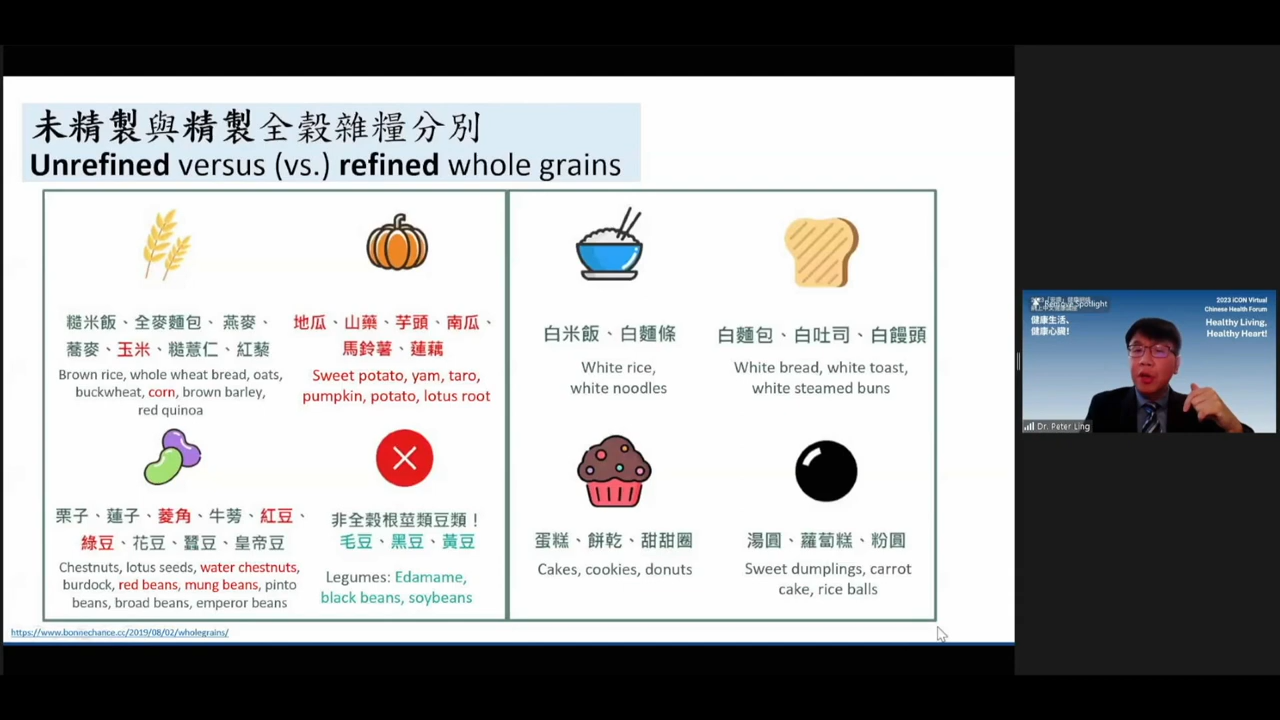 未精製與精製全穀雜糧分別
Unrefined versus (vs.) refined whole grains
糙米飯、全麥麵包、燕麥、
蕎麥、玉米、糙薏仁、紅藜
Brown rice, whole wheat bread, oats,
buckwheat, corn, brown barley,
red quinoa
地瓜、山藥、芋頭、南瓜、
馬鈴薯、蓮藕
Sweet potato, yam, taro,
pumpkin, potato, lotus root
栗子、蓮子、菱角、牛蒡、紅豆、
綠豆、花豆、蠶豆、皇帝豆
Chestnuts, lotus seeds, water chestnuts,
burdock, red beans, mung beans, pinto
beans, broad beans, emperor beans
非全穀根莖類豆類！
毛豆、黑豆、黃豆
Legumes: Edamame,
black beans, soybeans
白米飯、白麵條
White rice,
white noodles
白麵包、白吐司、白饅頭
White bread, white toast,
white steamed buns
蛋糕、餅乾、甜甜圈
Cakes, cookies, donuts
湯圓、蘿蔔糕、粉圓
Sweet dumplings, carrot
cake, rice balls
https://www.bonnechance.cc/2019/08/02/wholegrains/
Remove Spotlight
健康生活、
健康心臟！
2023 iCON Virtual
Chinese Health Forum
Healthy Living,
Healthy Heart!
Dr. Peter Ling